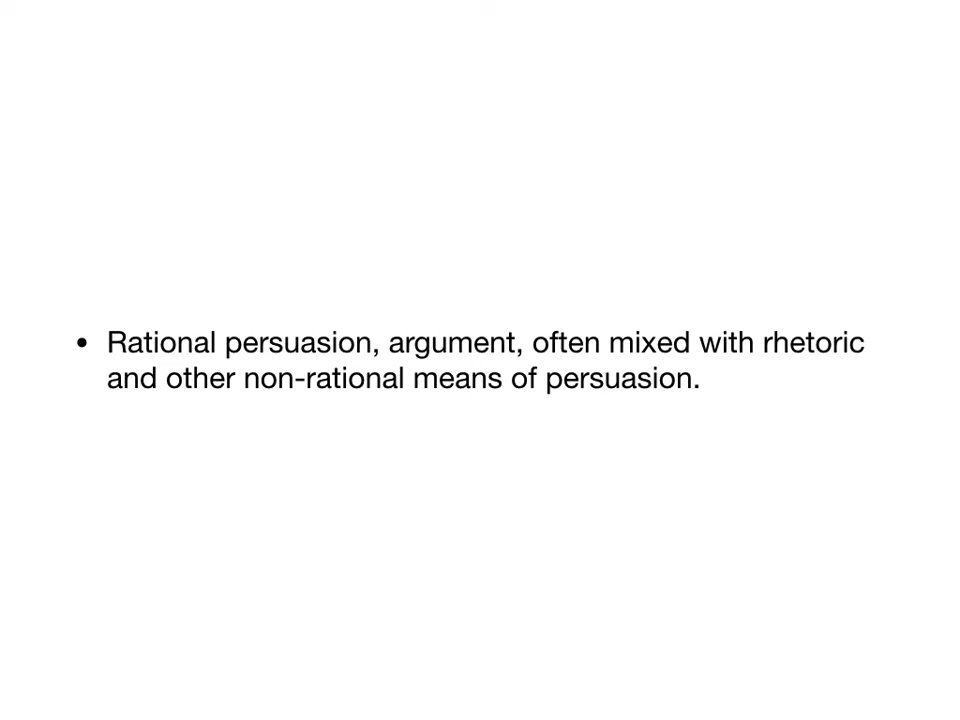 • Rational persuasion, argument, often mixed with rhetoric
and other non-rational means of persuasion.